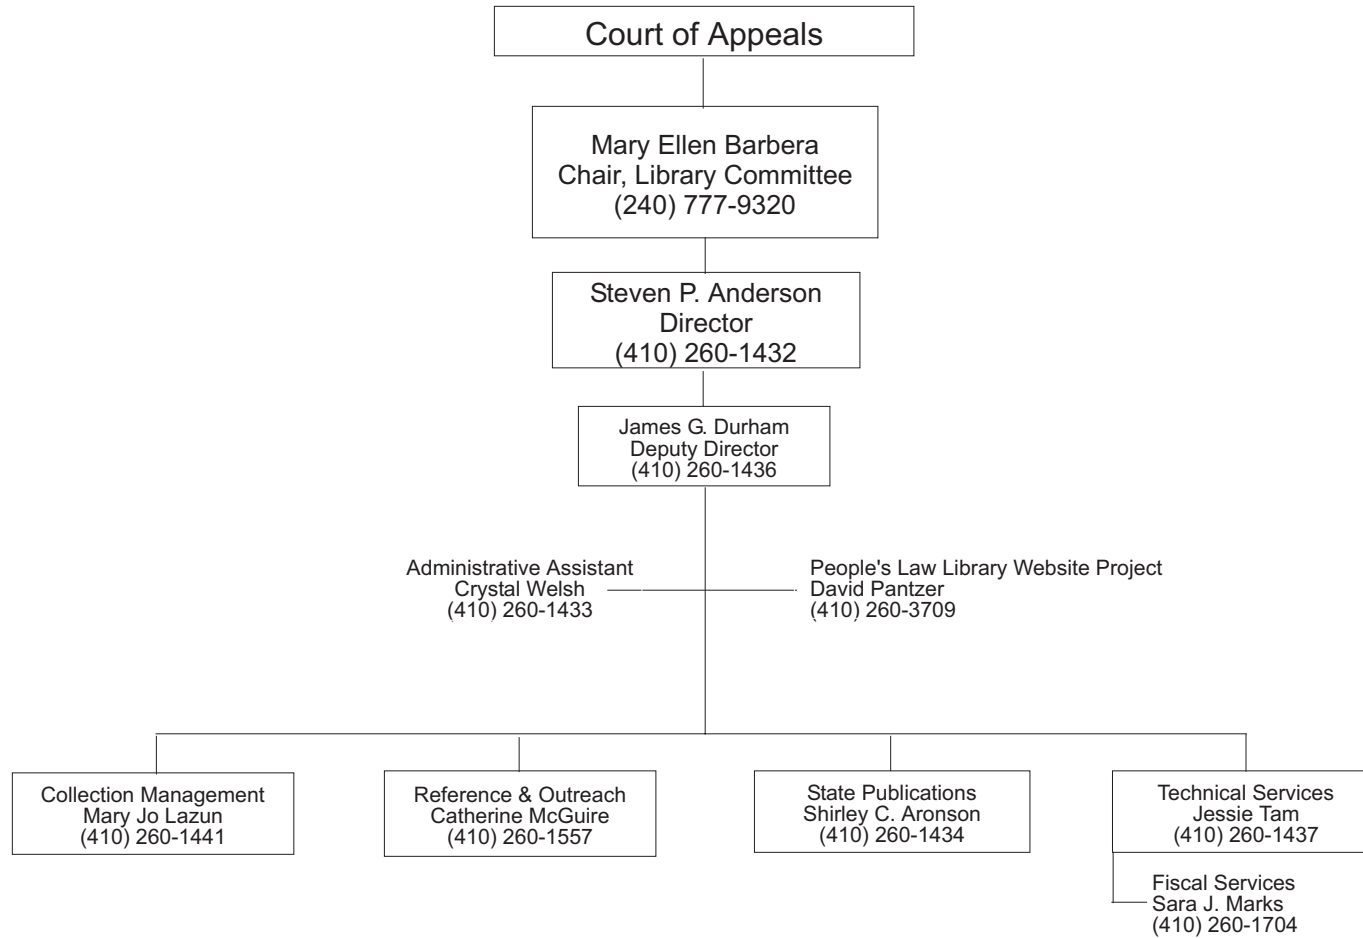 Court of Appeals
Mary Ellen Barbera
Chair, Library Committee
(240) 777-9320
Steven P. Anderson
Director
(410) 260-1432
James G. Durham
Deputy Director
(410) 260-1436
Administrative Assistant
Crystal Welsh
(410) 260-1433
People's Law Library Website Project
David Pantzer
(410) 260-3709
Collection Management
Mary Jo Lazun
(410) 260-1441
Reference & Outreach
Catherine McGuire
(410) 260-1557
State Publications
Shirley C. Aronson
(410) 260-1434
Technical Services
Jessie Tam
(410) 260-1437
Fiscal Services
Sara J. Marks
(410) 260-1704